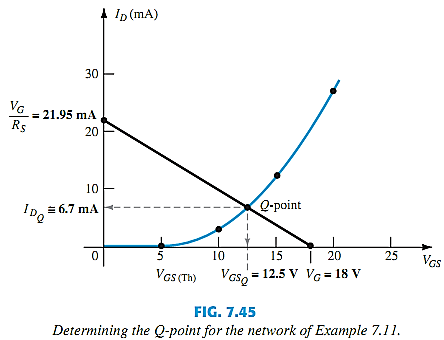 I_D (mA)
30
V_G/R_S = 21.95 mA
20
10
I_DQ ≅ 6.7 mA
Q-point
0 5 10 15 20 25
V_GS
V_GS(Th) V_GSQ = 12.5 V V_G = 18 V
FIG. 7.45
Determining the Q-point for the network of Example 7.11.